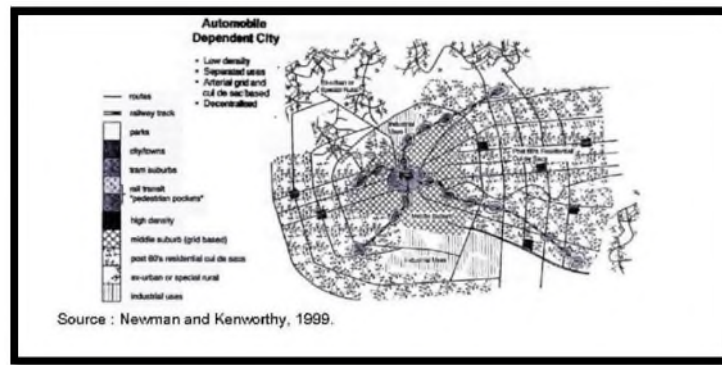 Automobile
Dependent City
• Low density
• Separated uses
• Arterial grid and
cul de sac based
• Decentralised
routes
railway track
parks
city/towns
tram suburbs
rail transit
"pedestrian pockets"
high density
middle suburb (grid based)
post 60's residential cul de sacs
ex-urban or special rural
industrial uses
Industrial Uses
Source : Newman and Kenworthy, 1999.